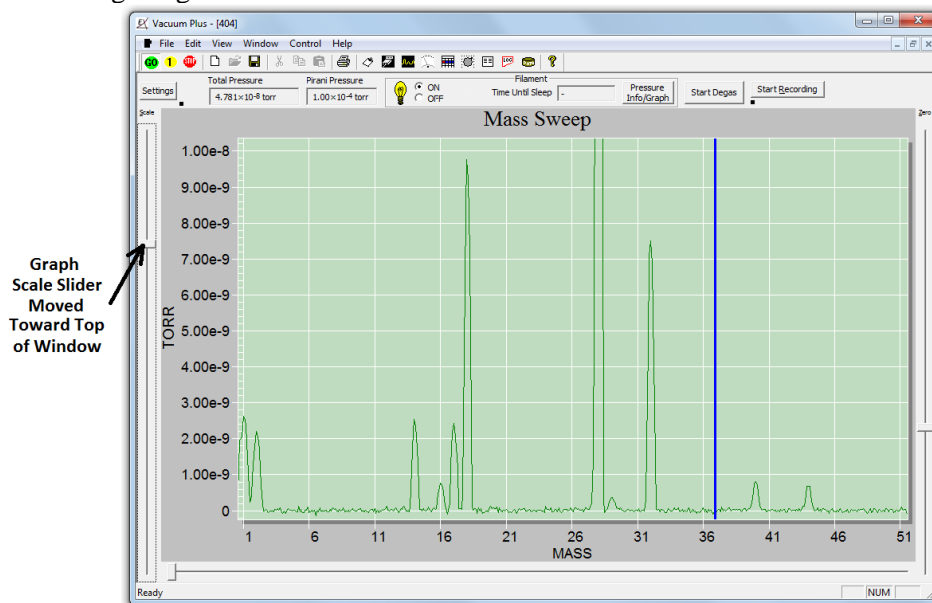 Vacuum Plus - [404]
File Edit View Window Control Help
GO 1 STOP
Settings
Total Pressure
4.781×10-8 torr
Pirani Pressure
1.00×10-4 torr
ON
OFF
Filament
Time Until Sleep -
Pressure
Info/Graph
Start Degas
Start Recording
Scale
Zero
Mass Sweep
1.00e-8
9.00e-9
8.00e-9
7.00e-9
6.00e-9
5.00e-9
4.00e-9
3.00e-9
2.00e-9
1.00e-9
0
TORR
1 6 11 16 21 26 31 36 41 46 51
MASS
Graph
Scale Slider
Moved
Toward Top
of Window
Ready
NUM